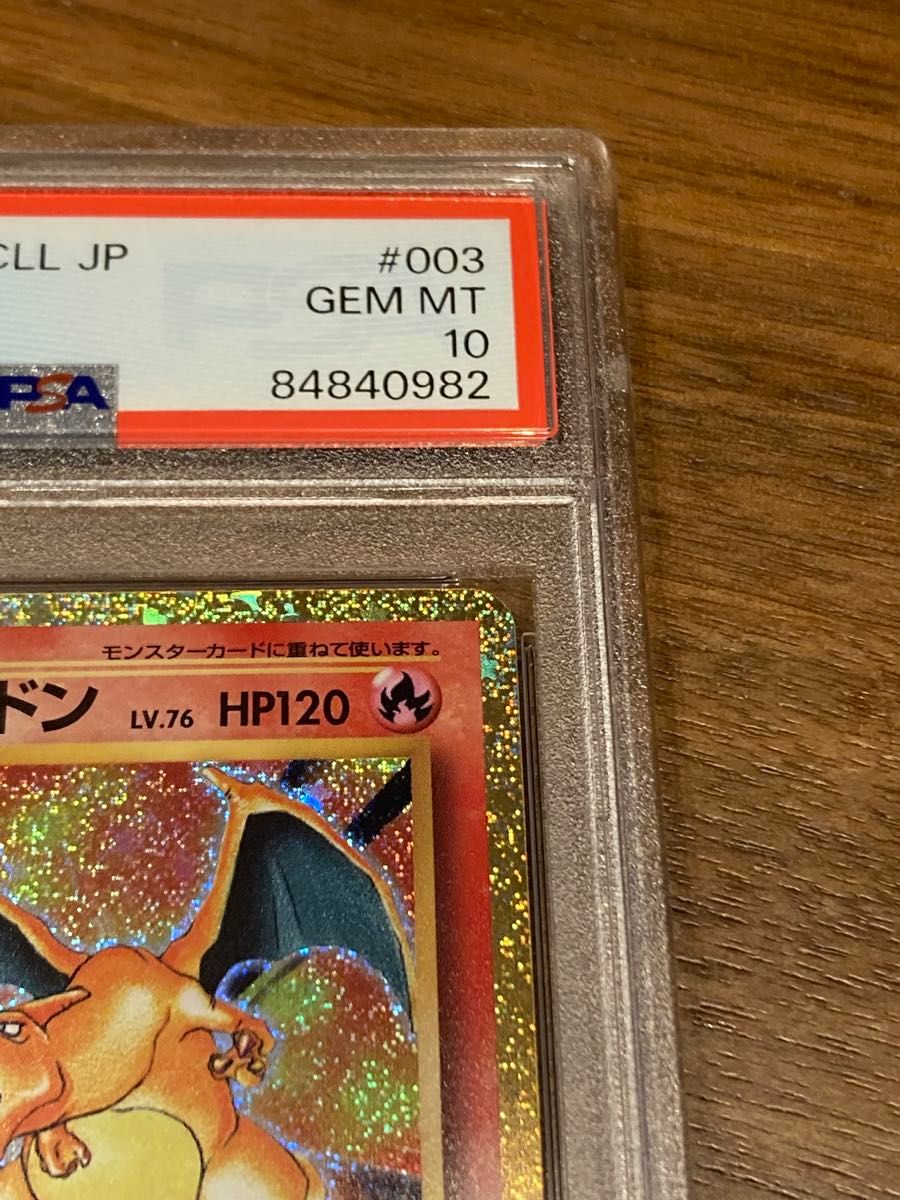 CLL JP
#003
GEM MT
10
PSA
84840982
モンスターカードに重ねて使います。
ドン LV.76 HP120